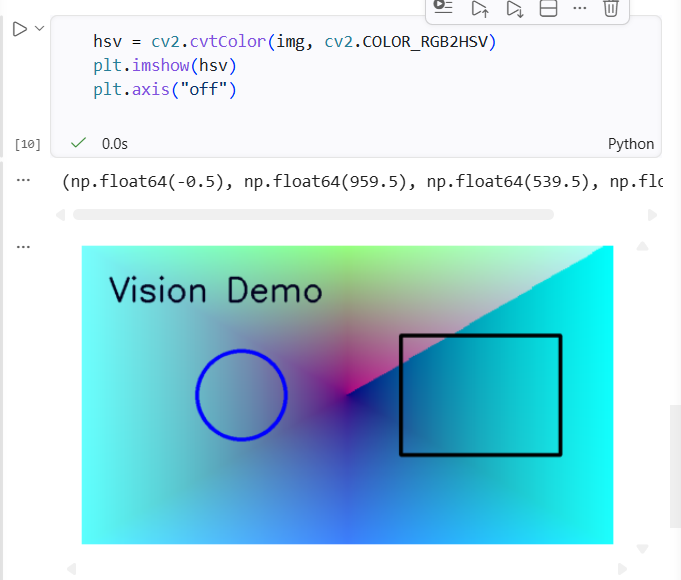 hsv = cv2.cvtColor(img, cv2.COLOR_RGB2HSV)
plt.imshow(hsv)
plt.axis("off")
[10]
0.0s
Python
(np.float64(-0.5), np.float64(959.5), np.float64(539.5), np.flo
Vision Demo